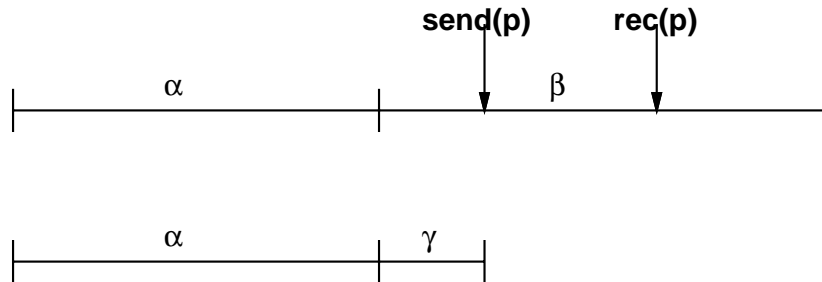 send(p) rec(p)
α β
α γ